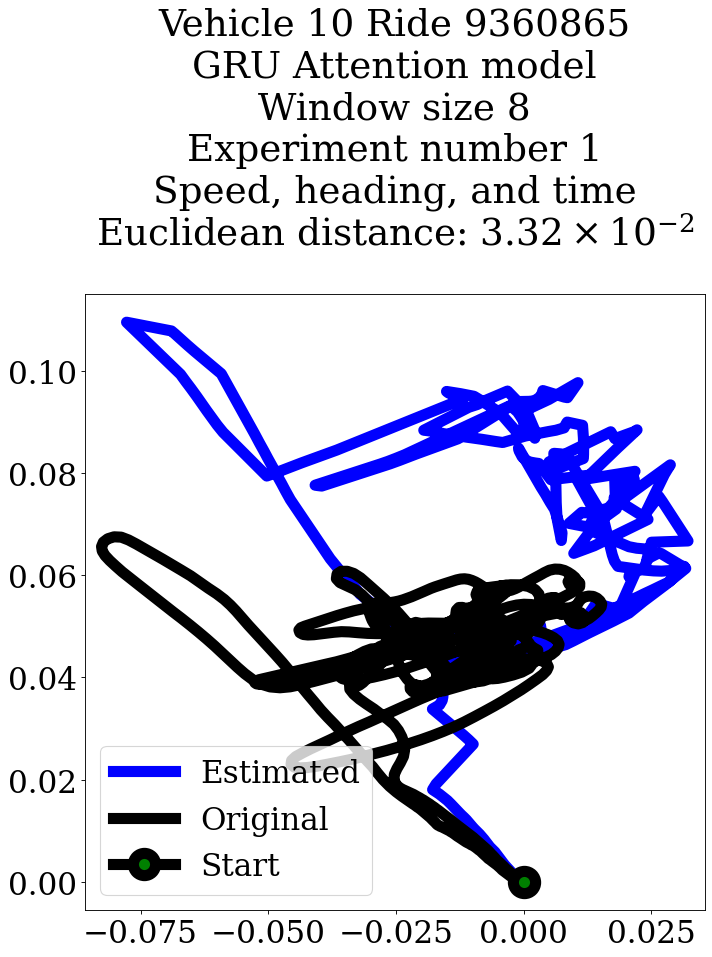 Vehicle 10 Ride 9360865
GRU Attention model
Window size 8
Experiment number 1
Speed, heading, and time
Euclidean distance: 3.32 × 10⁻²
0.10
0.08
0.06
0.04
0.02
0.00
Estimated
Original
Start
−0.075 −0.050 −0.025 0.000 0.025